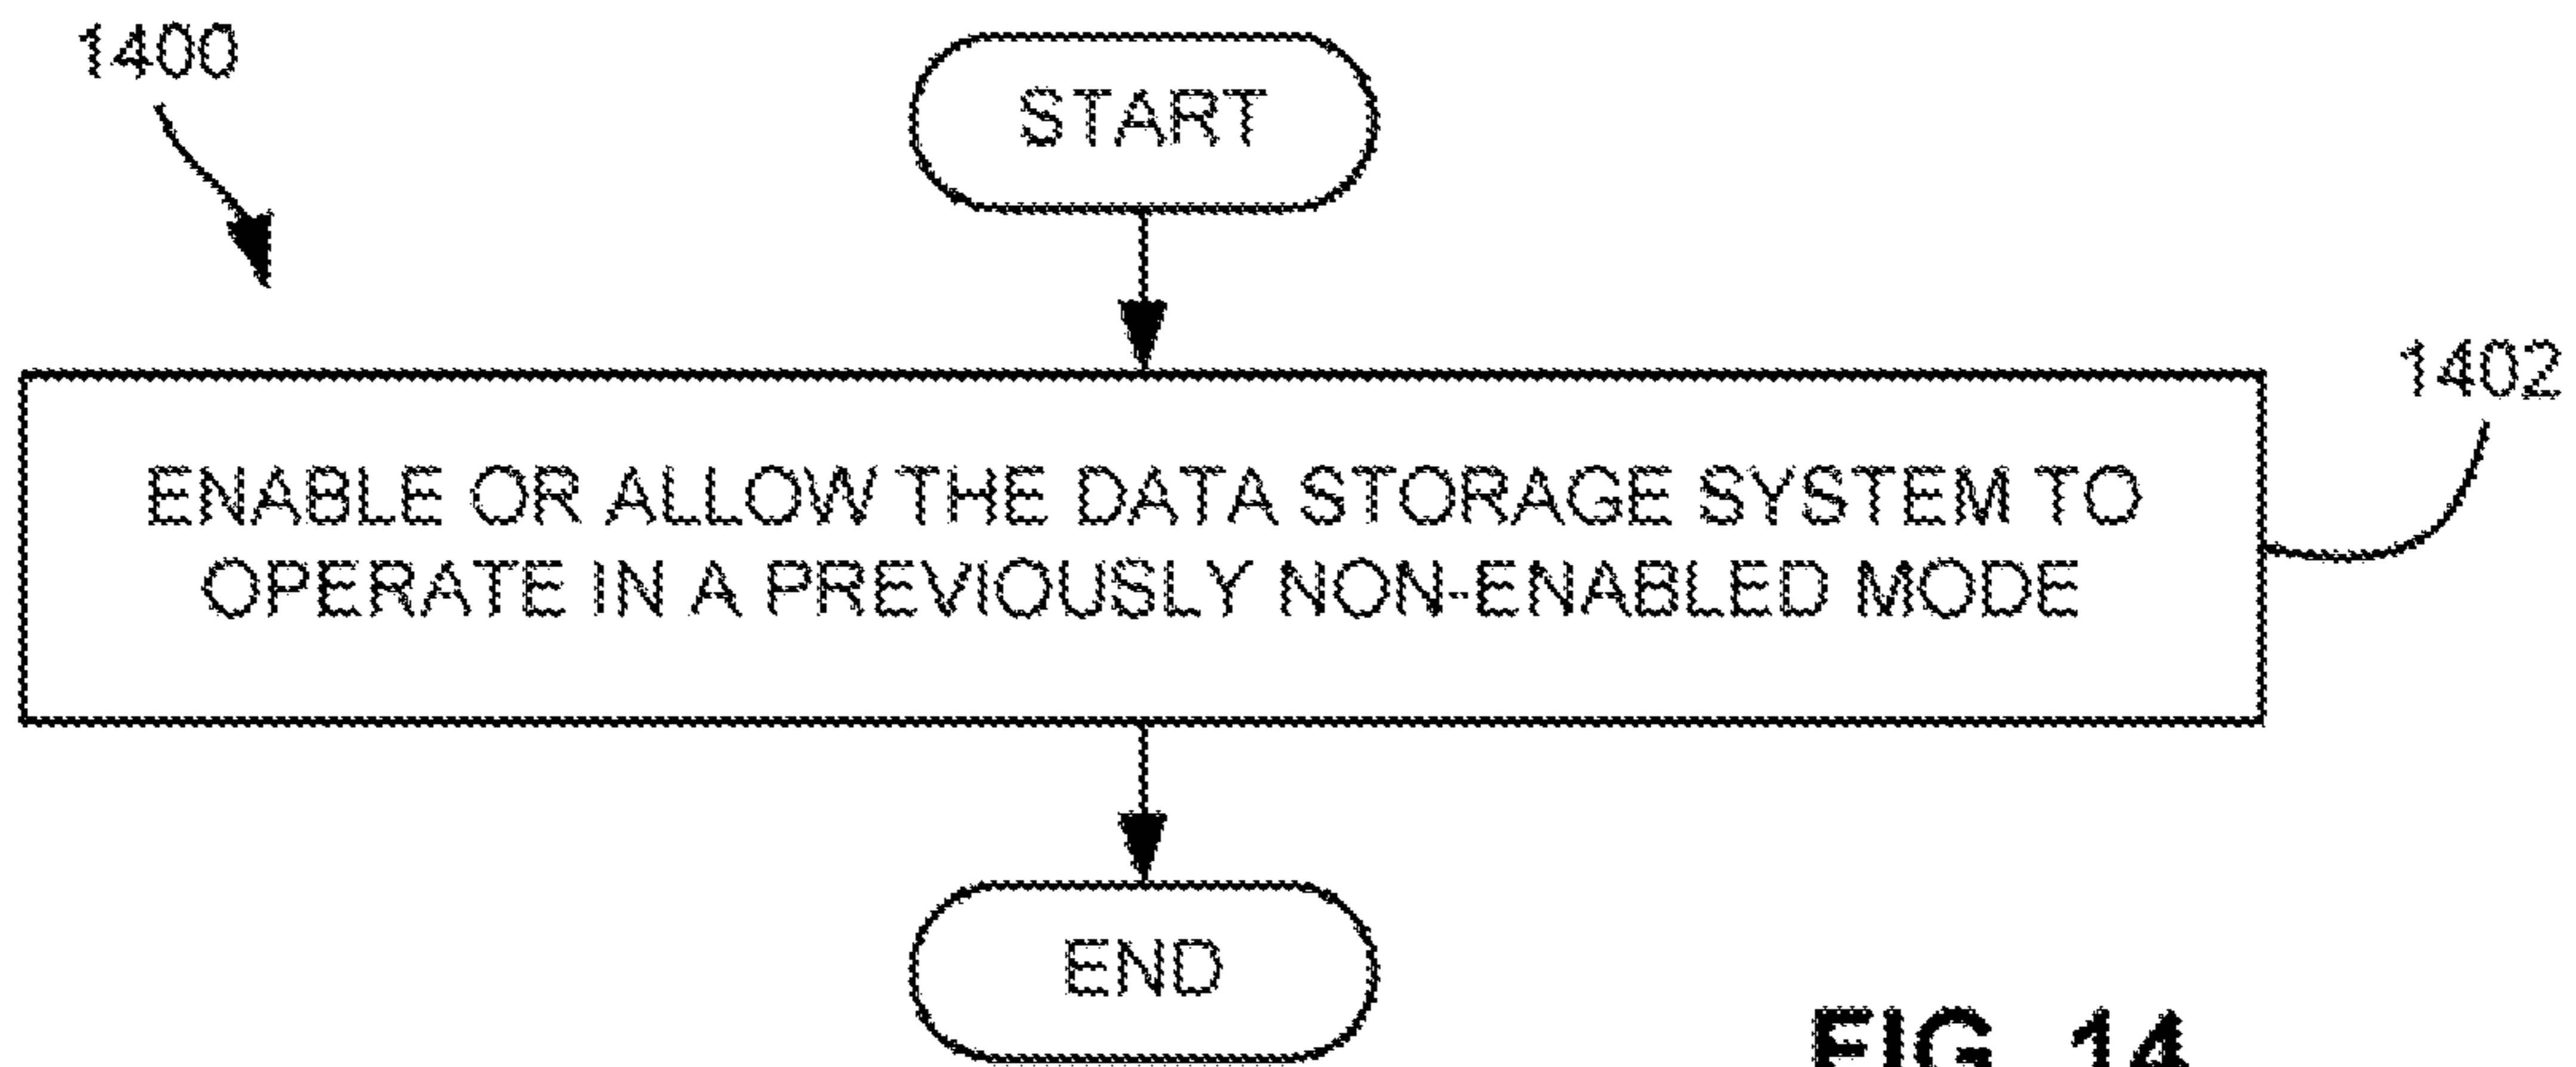 1400
START
1402
ENABLE OR ALLOW THE DATA STORAGE SYSTEM TO
OPERATE IN A PREVIOUSLY NON-ENABLED MODE
END
FIG. 14